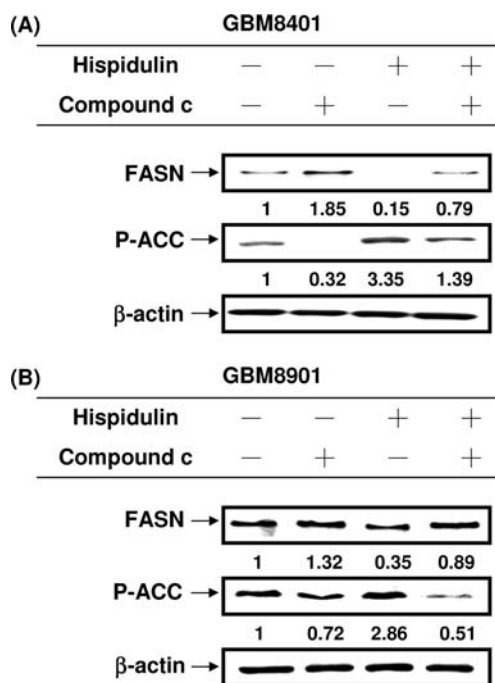 (A) GBM8401
Hispidulin − − + +
Compound c − + − +
FASN →
1 1.85 0.15 0.79
P-ACC →
1 0.32 3.35 1.39
β-actin →
(B) GBM8901
Hispidulin − − + +
Compound c − + − +
FASN →
1 1.32 0.35 0.89
P-ACC →
1 0.72 2.86 0.51
β-actin →